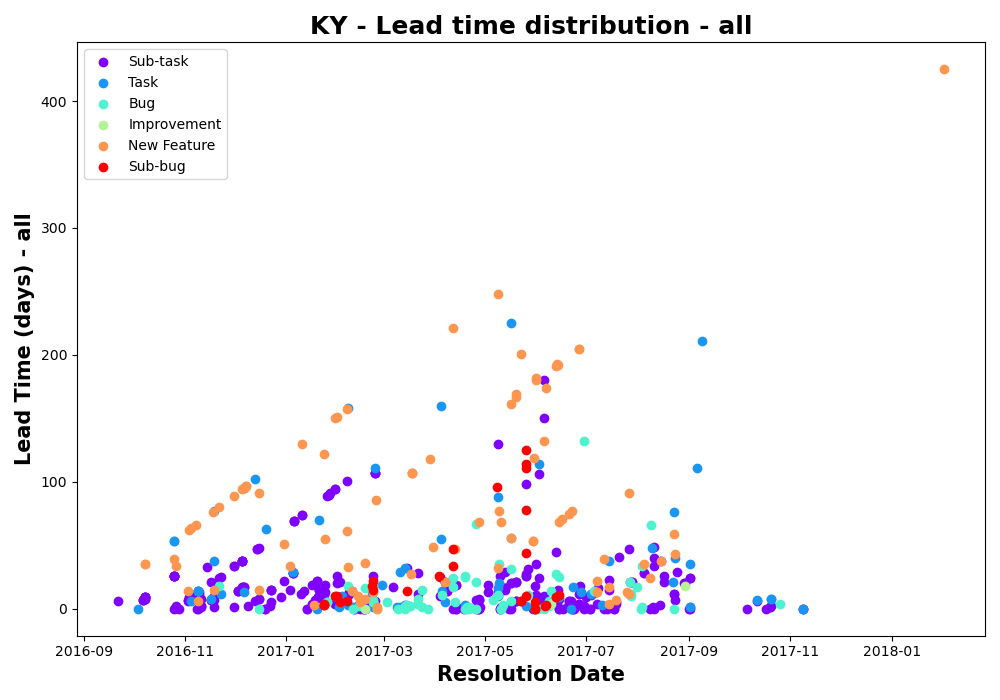 KY - Lead time distribution - all
Sub-task
Task
Bug
Improvement
New Feature
Sub-bug
400
300
200
100
0
Lead Time (days) - all
2016-09 2016-11 2017-01 2017-03 2017-05 2017-07 2017-09 2017-11 2018-01
Resolution Date